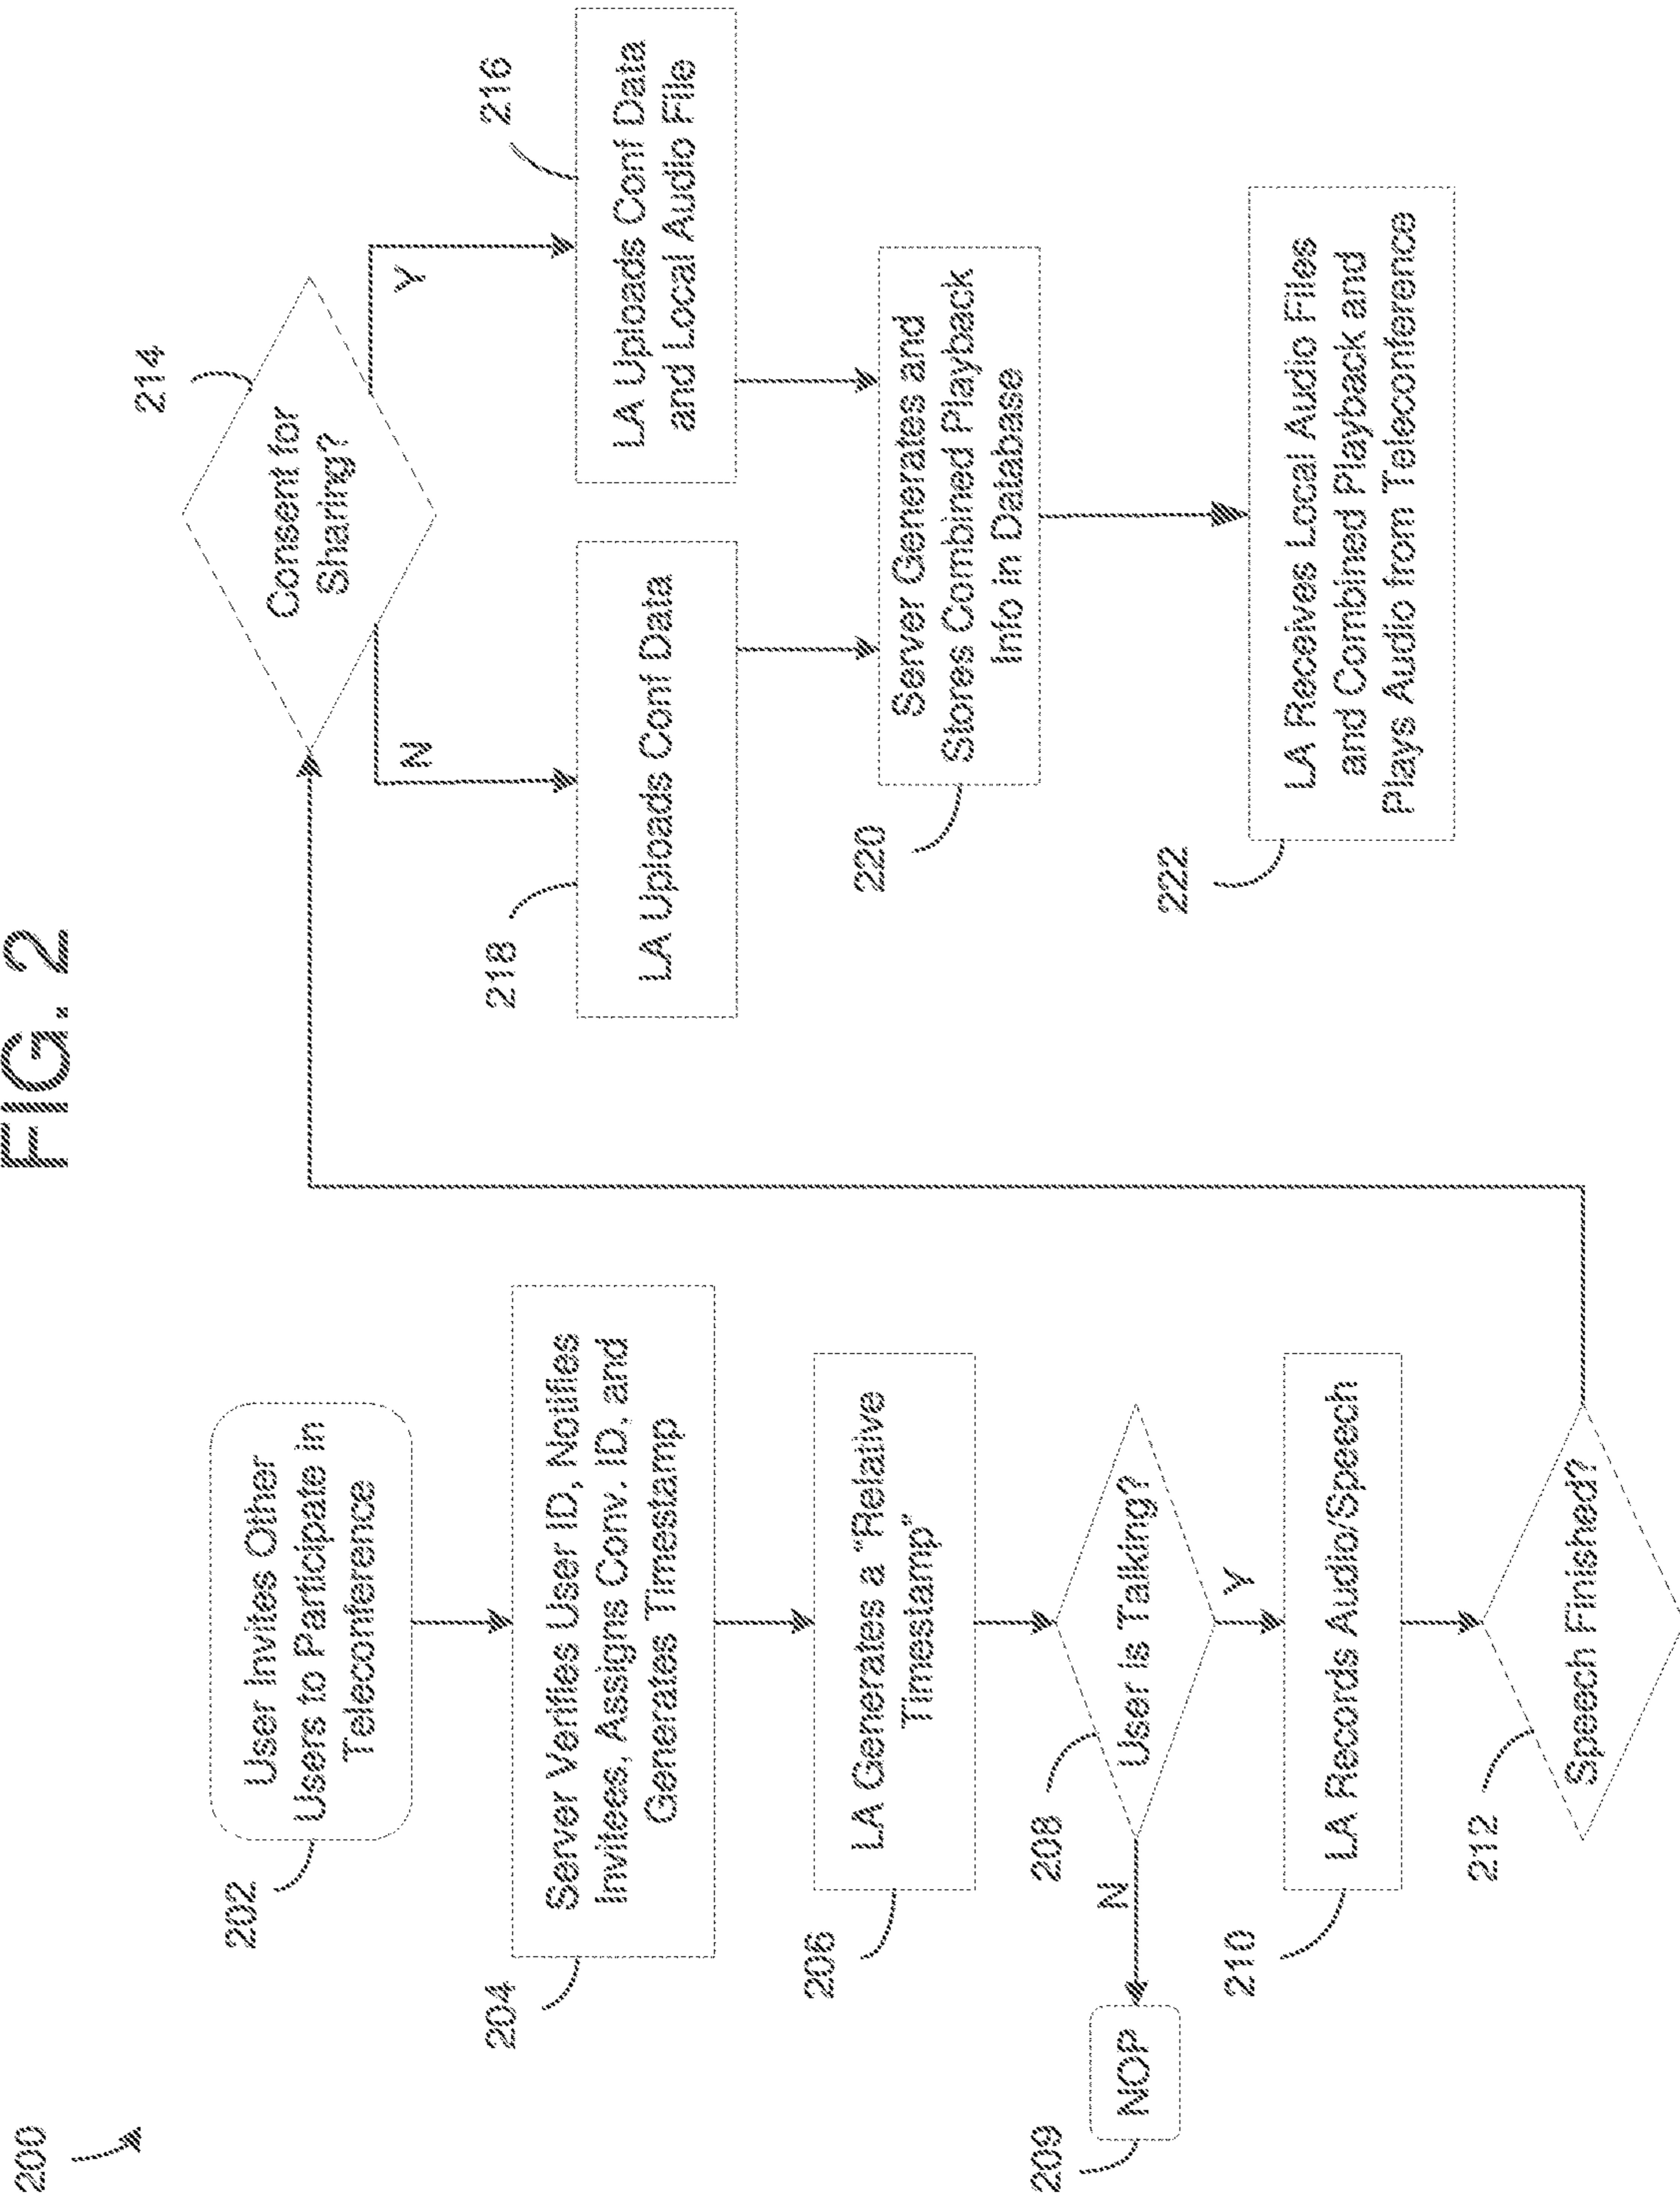 FIG. 2
200
202
User Invites Other
Users to Participate in
Teleconference
204
Server Verifies User ID, Notifies
Invitees, Assigns Conv. ID, and
Generates Timestamp
206
LA Generates a “Relative
Timestamp”
208
User is Talking?
N
Y
209
NOP
210
LA Records Audio/Speech
212
Speech Finished?
214
Consent for
Sharing?
N
Y
218
LA Uploads Conf Data
216
LA Uploads Conf Data
and Local Audio File
220
Server Generates and
Stores Combined Playback
Info in Database
222
LA Receives Local Audio Files
and Combined Playback and
Plays Audio from Teleconference